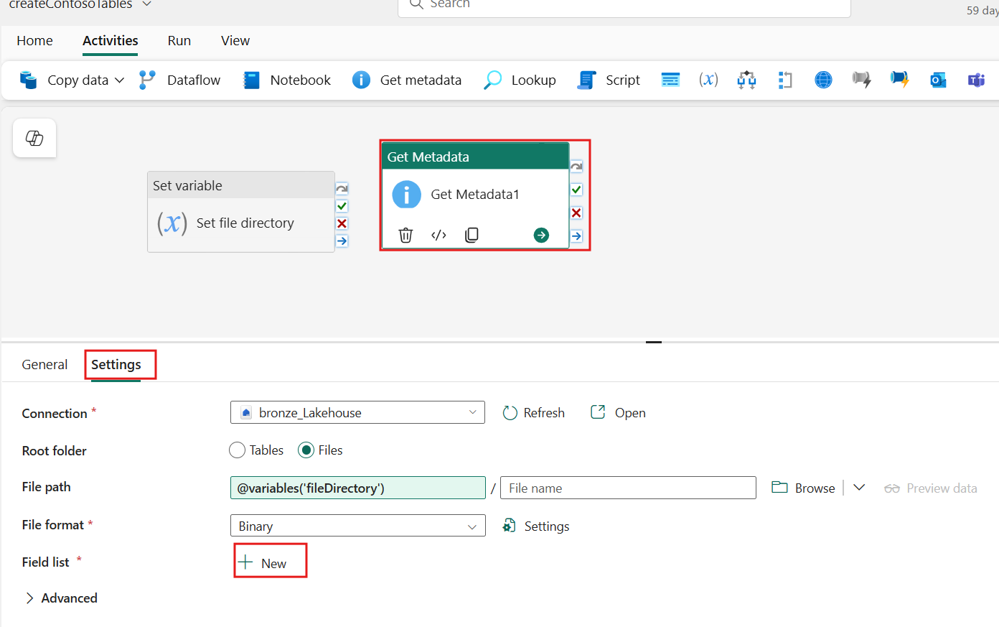 createContosoTables
Search
59 day
Home Activities Run View
Copy data Dataflow Notebook Get metadata Lookup Script
Get Metadata
Get Metadata1
Set variable
(x) Set file directory
General Settings
Connection * bronze_Lakehouse Refresh Open
Root folder Tables Files
File path @variables('fileDirectory') / File name Browse Preview data
File format * Binary Settings
Field list * New
Advanced